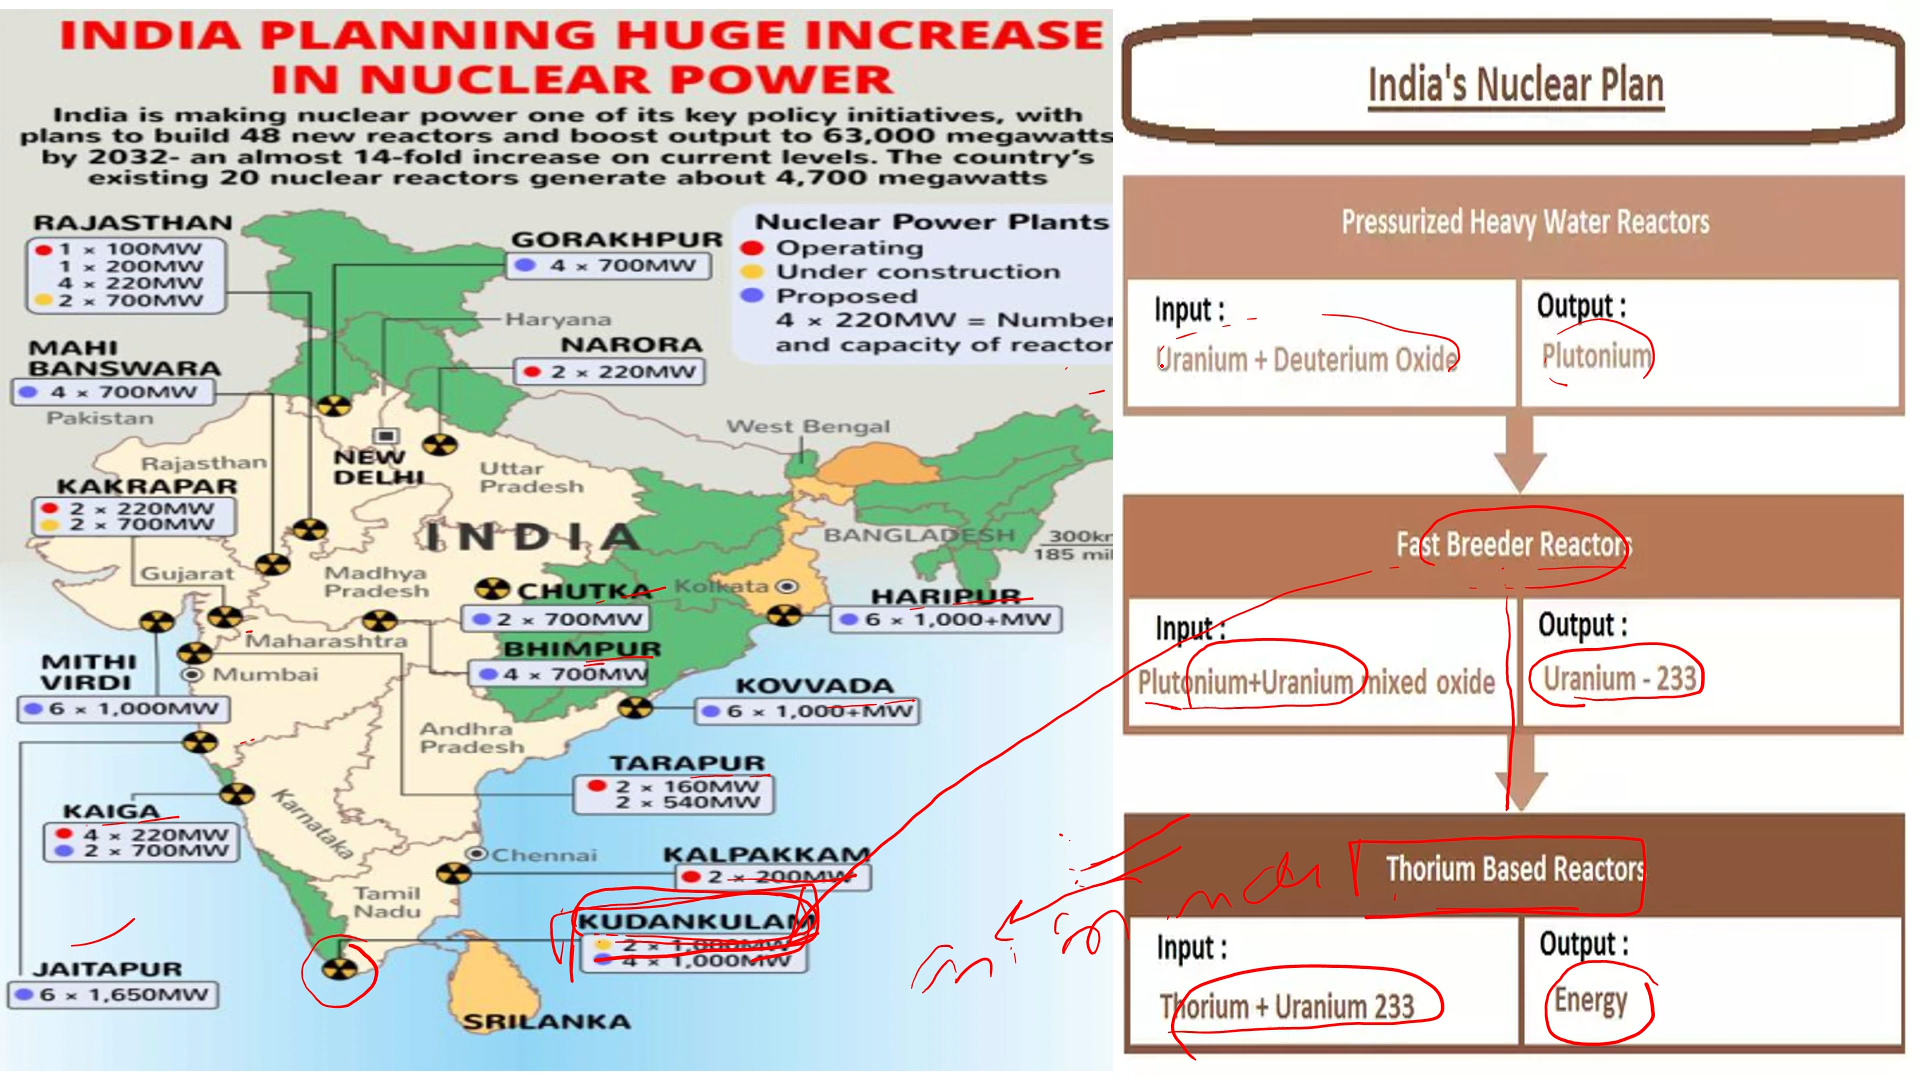 INDIA PLANNING HUGE INCREASE
IN NUCLEAR POWER
India is making nuclear power one of its key policy initiatives, with
plans to build 48 new reactors and boost output to 63,000 megawatts
by 2032- an almost 14-fold increase on current levels. The country's
existing 20 nuclear reactors generate about 4,700 megawatts
RAJASTHAN
1 × 100MW
1 × 200MW
4 × 220MW
2 × 700MW
GORAKHPUR
4 × 700MW
Nuclear Power Plants
Operating
Under construction
Proposed
4 × 220MW = Number
and capacity of reactor
Haryana
MAHI
BANSWARA
4 × 700MW
NARORA
2 × 220MW
Pakistan
West Bengal
Rajasthan
NEW
DELHI
Uttar
Pradesh
KAKRAPAR
2 × 220MW
2 × 700MW
INDIA
BANGLADESH
300km
185 mil
Gujarat
Madhya
Pradesh
CHUTKA
2 × 700MW
Kolkata
HARIPUR
6 × 1,000+MW
Maharashtra
BHIMPUR
4 × 700MW
MITHI
VIRDI
6 × 1,000MW
Mumbai
KOVVADA
6 × 1,000+MW
Andhra
Pradesh
TARAPUR
2 × 160MW
2 × 540MW
KAIGA
4 × 220MW
2 × 700MW
Karnataka
Chennai
KALPAKKAM
2 × 200MW
Tamil
Nadu
KUDANKULAM
2 × 1,000MW
4 × 1,000MW
JAITAPUR
6 × 1,650MW
SRILANKA
India's Nuclear Plan
Pressurized Heavy Water Reactors
Input :
Uranium + Deuterium Oxide
Output :
Plutonium
Fast Breeder Reactors
Input :
Plutonium+Uranium mixed oxide
Output :
Uranium - 233
Thorium Based Reactors
Input :
Thorium + Uranium 233
Output :
Energy